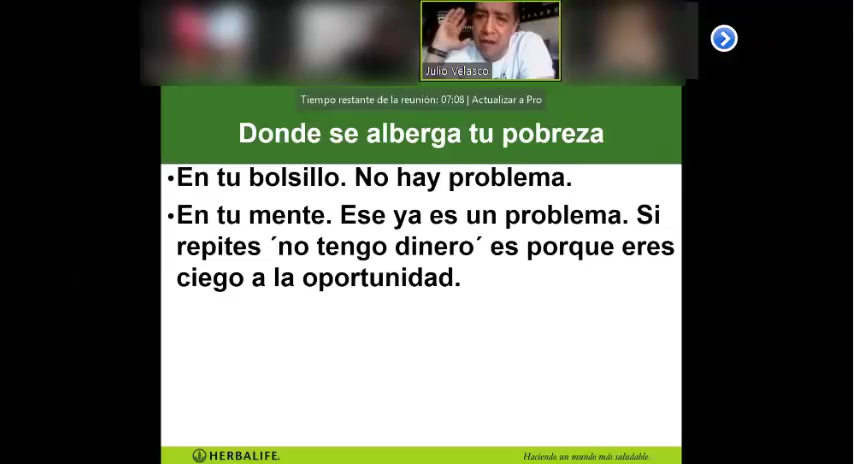 Julio Velasco
Tiempo restante de la reunión: 07:08 | Actualizar a Pro
Donde se alberga tu pobreza
•En tu bolsillo. No hay problema.
•En tu mente. Ese ya es un problema. Si
repites ´no tengo dinero´ es porque eres
ciego a la oportunidad.
HERBALIFE.
Haciendo un mundo más saludable.